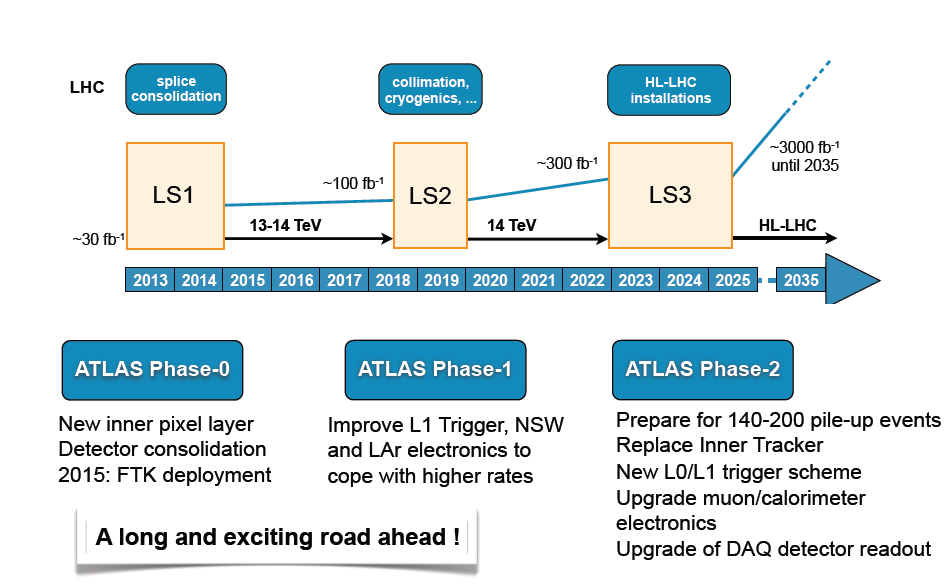 LHC
splice
consolidation
collimation,
cryogenics, ...
HL-LHC
installations
LS1
LS2
LS3
~30 fb-1
~100 fb-1
~300 fb-1
~3000 fb-1
until 2035
13-14 TeV
14 TeV
HL-LHC
2013 2014 2015 2016 2017 2018 2019 2020 2021 2022 2023 2024 2025 2035
ATLAS Phase-0
New inner pixel layer
Detector consolidation
2015: FTK deployment
ATLAS Phase-1
Improve L1 Trigger, NSW
and LAr electronics to
cope with higher rates
ATLAS Phase-2
Prepare for 140-200 pile-up events
Replace Inner Tracker
New L0/L1 trigger scheme
Upgrade muon/calorimeter
electronics
Upgrade of DAQ detector readout
A long and exciting road ahead !